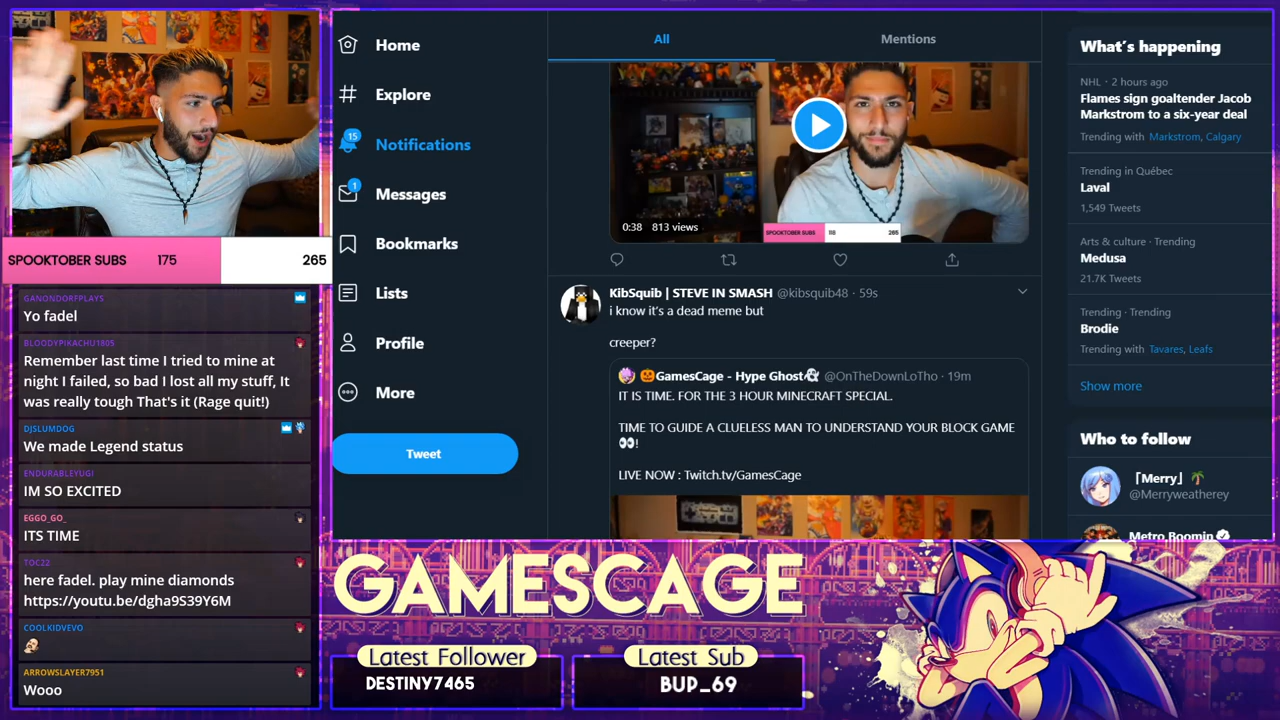 SPOOKTOBER SUBS 175 265
GANONDORFPLAYS
Yo fadel
BLOODYPIKACHU1805
Remember last time I tried to mine at
night I failed, so bad I lost all my stuff, It
was really tough That's it (Rage quit!)
DJSLUMDOG
We made Legend status
ENDURABLEYUGI
IM SO EXCITED
EGGO_GO_
ITS TIME
TOC22
here fadel. play mine diamonds
https://youtu.be/dgha9S39Y6M
COOLKIDVEVO
ARROWSLAYER7951
Wooo
Home
Explore
15
Notifications
1
Messages
Bookmarks
Lists
Profile
More
Tweet
All
Mentions
0:38 813 views
SPOOKTOBER SUBS 118 265
KibSquib | STEVE IN SMASH @kibsquib48 · 59s
i know it's a dead meme but
creeper?
🎃GamesCage - Hype Ghost👻 @OnTheDownLoTho · 19m
IT IS TIME. FOR THE 3 HOUR MINECRAFT SPECIAL.
TIME TO GUIDE A CLUELESS MAN TO UNDERSTAND YOUR BLOCK GAME
👀!
LIVE NOW : Twitch.tv/GamesCage
What's happening
NHL · 2 hours ago
Flames sign goaltender Jacob
Markstrom to a six-year deal
Trending with Markstrom, Calgary
Trending in Québec
Laval
1,549 Tweets
Arts & culture · Trending
Medusa
21.7K Tweets
Trending · Trending
Brodie
Trending with Tavares, Leafs
Show more
Who to follow
「Merry」🌴
@Merryweatherey
Metro Boomin
GAMESCAGE
Latest Follower
DESTINY7465
Latest Sub
BUP_69